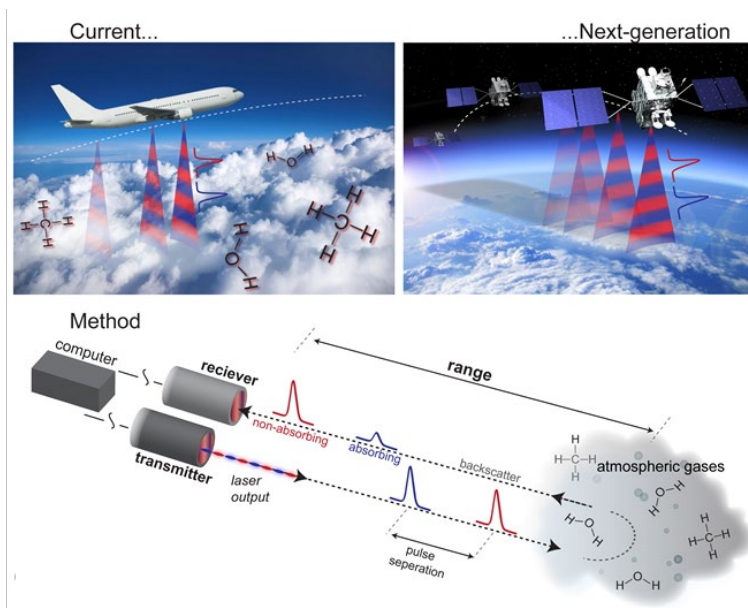 Current...
...Next-generation
H
H
C
H
H
H
O
H
H
O
H
H
H
C
H
H
Method
computer
reciever
transmitter
laser
output
range
non-absorbing
absorbing
backscatter
pulse
seperation
atmospheric gases
H
H
C
H
H
H
O
H
H
O
H
H
H
C
H
H
H
O
H